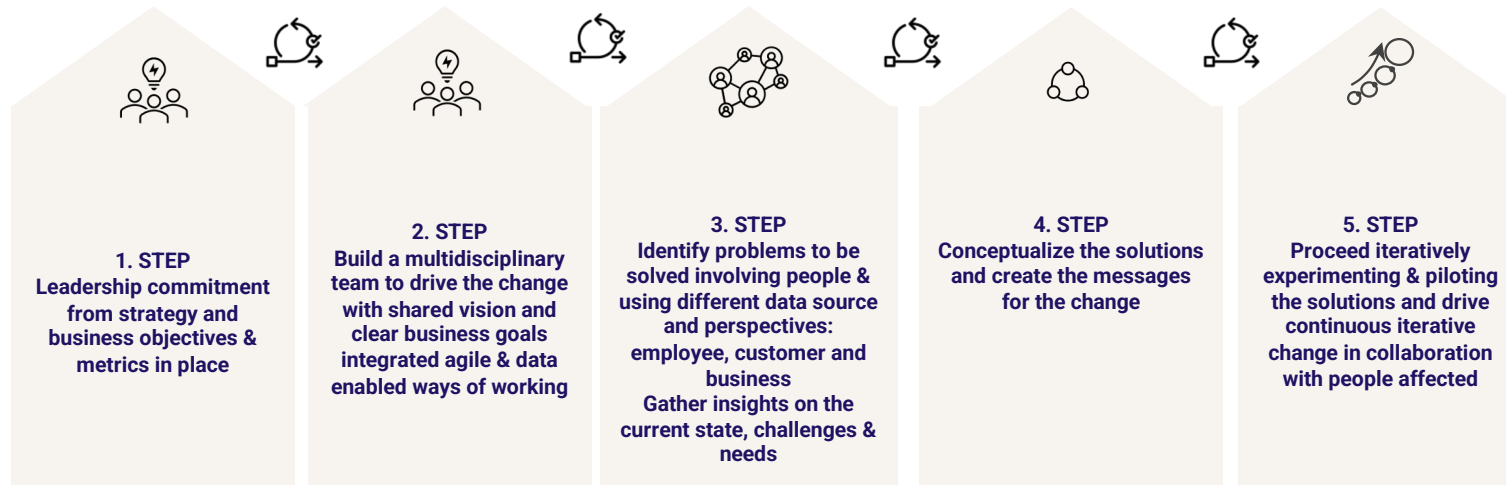 1. STEP
Leadership commitment
from strategy and
business objectives &
metrics in place
2. STEP
Build a multidisciplinary
team to drive the change
with shared vision and
clear business goals
integrated agile & data
enabled ways of working
3. STEP
Identify problems to be
solved involving people &
using different data source
and perspectives:
employee, customer and
business
Gather insights on the
current state, challenges &
needs
4. STEP
Conceptualize the solutions
and create the messages
for the change
5. STEP
Proceed iteratively
experimenting & piloting
the solutions and drive
continuous iterative
change in collaboration
with people affected